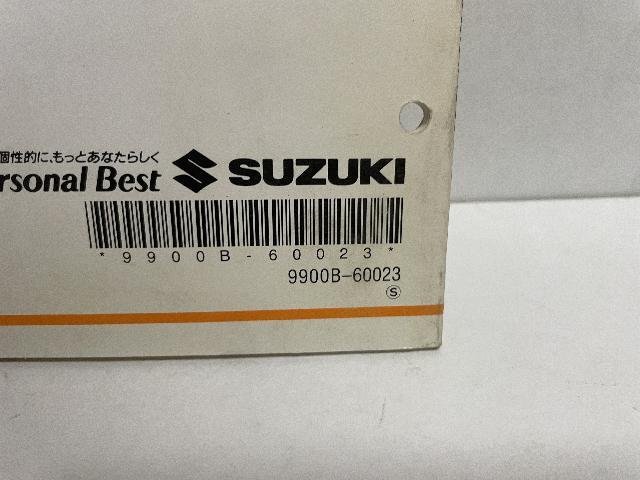 個性的に、もっとあなたらしく
rsonal Best SUZUKI
*9900B-60023*
9900B-60023
S